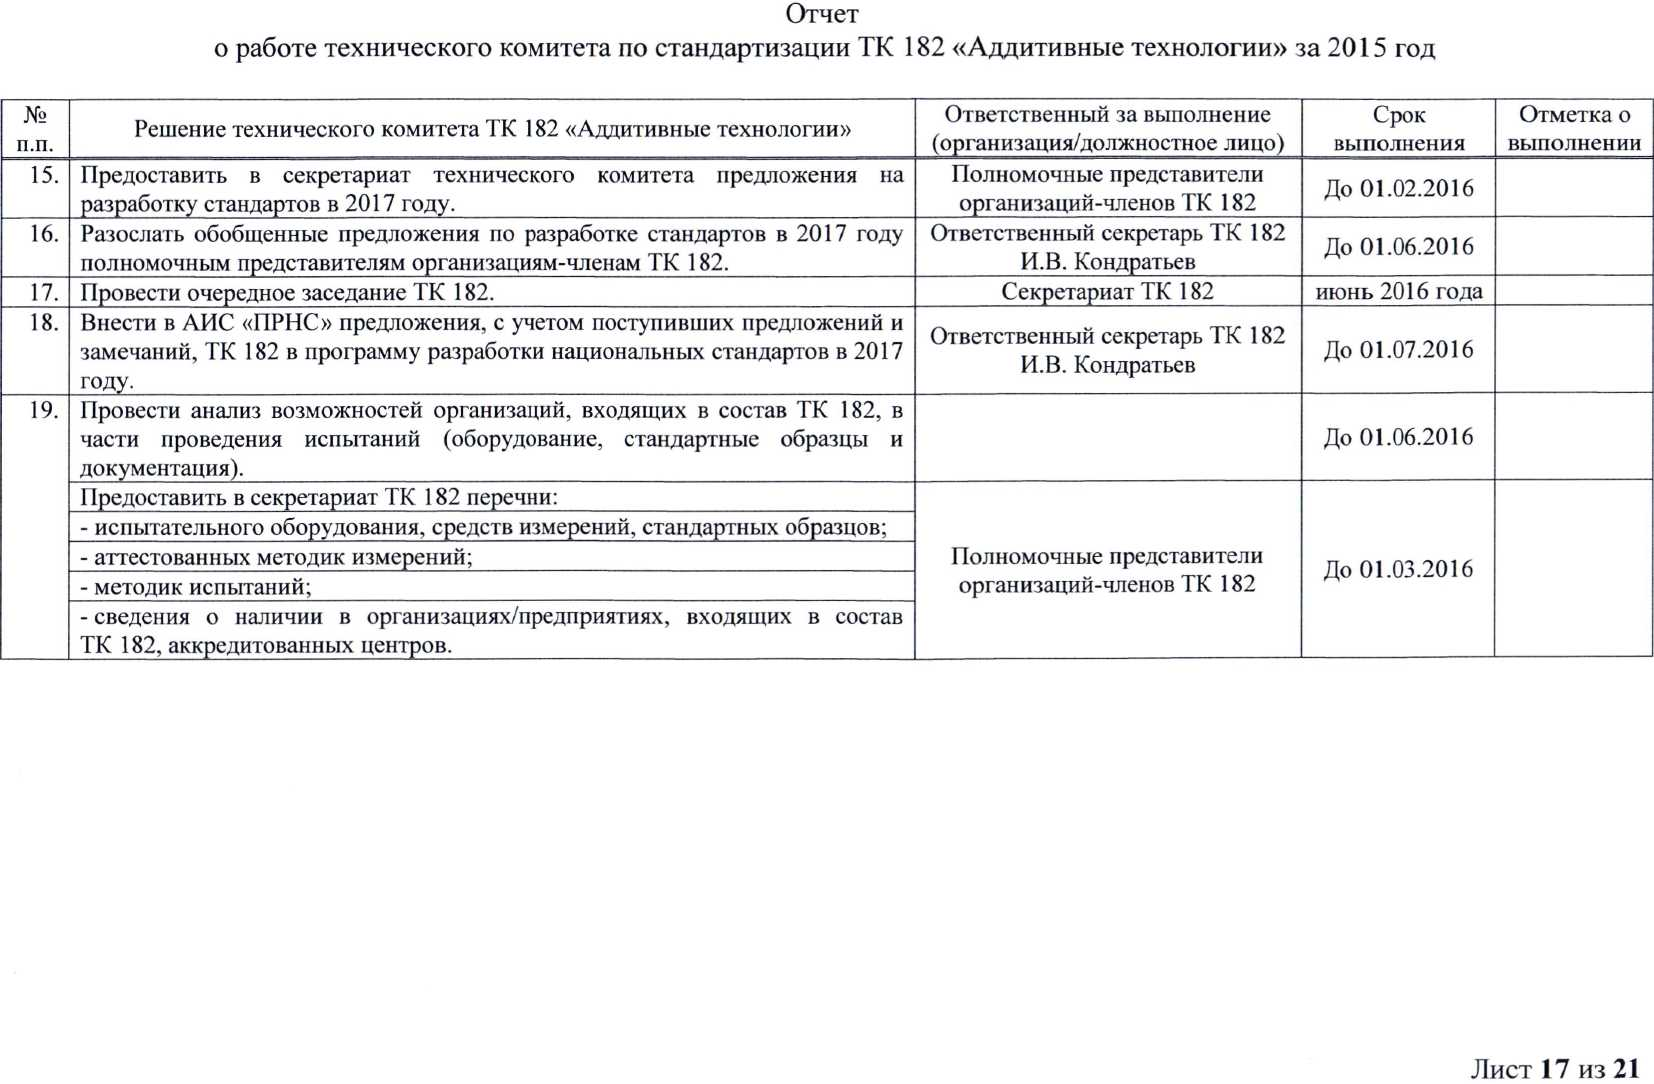 Отчет
о работе технического комитета по стандартизации ТК 182 «Аддитивные технологии» за 2015 год
№
п.п.
Решение технического комитета ТК 182 «Аддитивные технологии»
Ответственный за выполнение
(организация/должностное лицо)
Срок
выполнения
Отметка о
выполнении
15.
Предоставить в секретариат технического комитета предложения на
разработку стандартов в 2017 году.
Полномочные представители
организаций-членов ТК 182
До 01.02.2016
16.
Разослать обобщенные предложения по разработке стандартов в 2017 году
полномочным представителям организациям-членам ТК 182.
Ответственный секретарь ТК 182
И.В. Кондратьев
До 01.06.2016
17.
Провести очередное заседание ТК 182.
Секретариат ТК 182
июнь 2016 года
18.
Внести в АИС «ПРНС» предложения, с учетом поступивших предложений и
замечаний, ТК 182 в программу разработки национальных стандартов в 2017
году.
Ответственный секретарь ТК 182
И.В. Кондратьев
До 01.07.2016
19.
Провести анализ возможностей организаций, входящих в состав ТК 182, в
части проведения испытаний (оборудование, стандартные образцы и
документация).
До 01.06.2016
Предоставить в секретариат ТК 182 перечни:
- испытательного оборудования, средств измерений, стандартных образцов;
- аттестованных методик измерений;
- методик испытаний;
- сведения о наличии в организациях/предприятиях, входящих в состав
ТК 182, аккредитованных центров.
Полномочные представители
организаций-членов ТК 182
До 01.03.2016
Лист 17 из 21